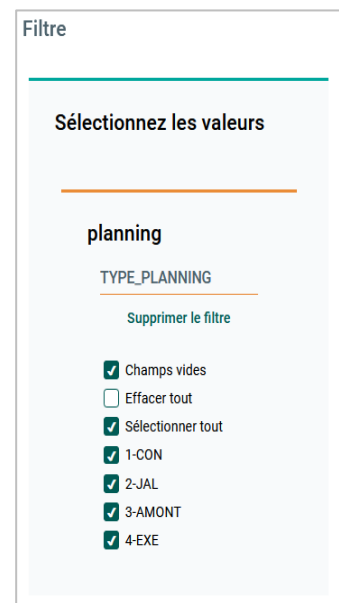 Filtre
Sélectionnez les valeurs
planning
TYPE_PLANNING
Supprimer le filtre
Champs vides
Effacer tout
Sélectionner tout
1-CON
2-JAL
3-AMONT
4-EXE